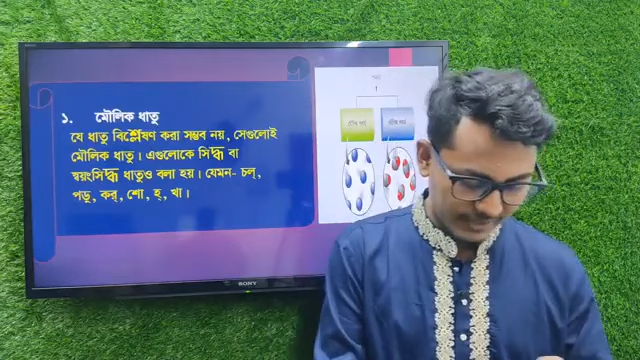 ১। মৌলিক ধাতু
যে ধাতু বিশ্লেষণ করা সম্ভব নয়, সেগুলোই
মৌলিক ধাতু। এগুলোকে সিদ্ধ বা
স্বয়ংসিদ্ধ ধাতুও বলা হয়। যেমন- চল্,
পড়্, কর্, শো, হ্, খা।
SONY